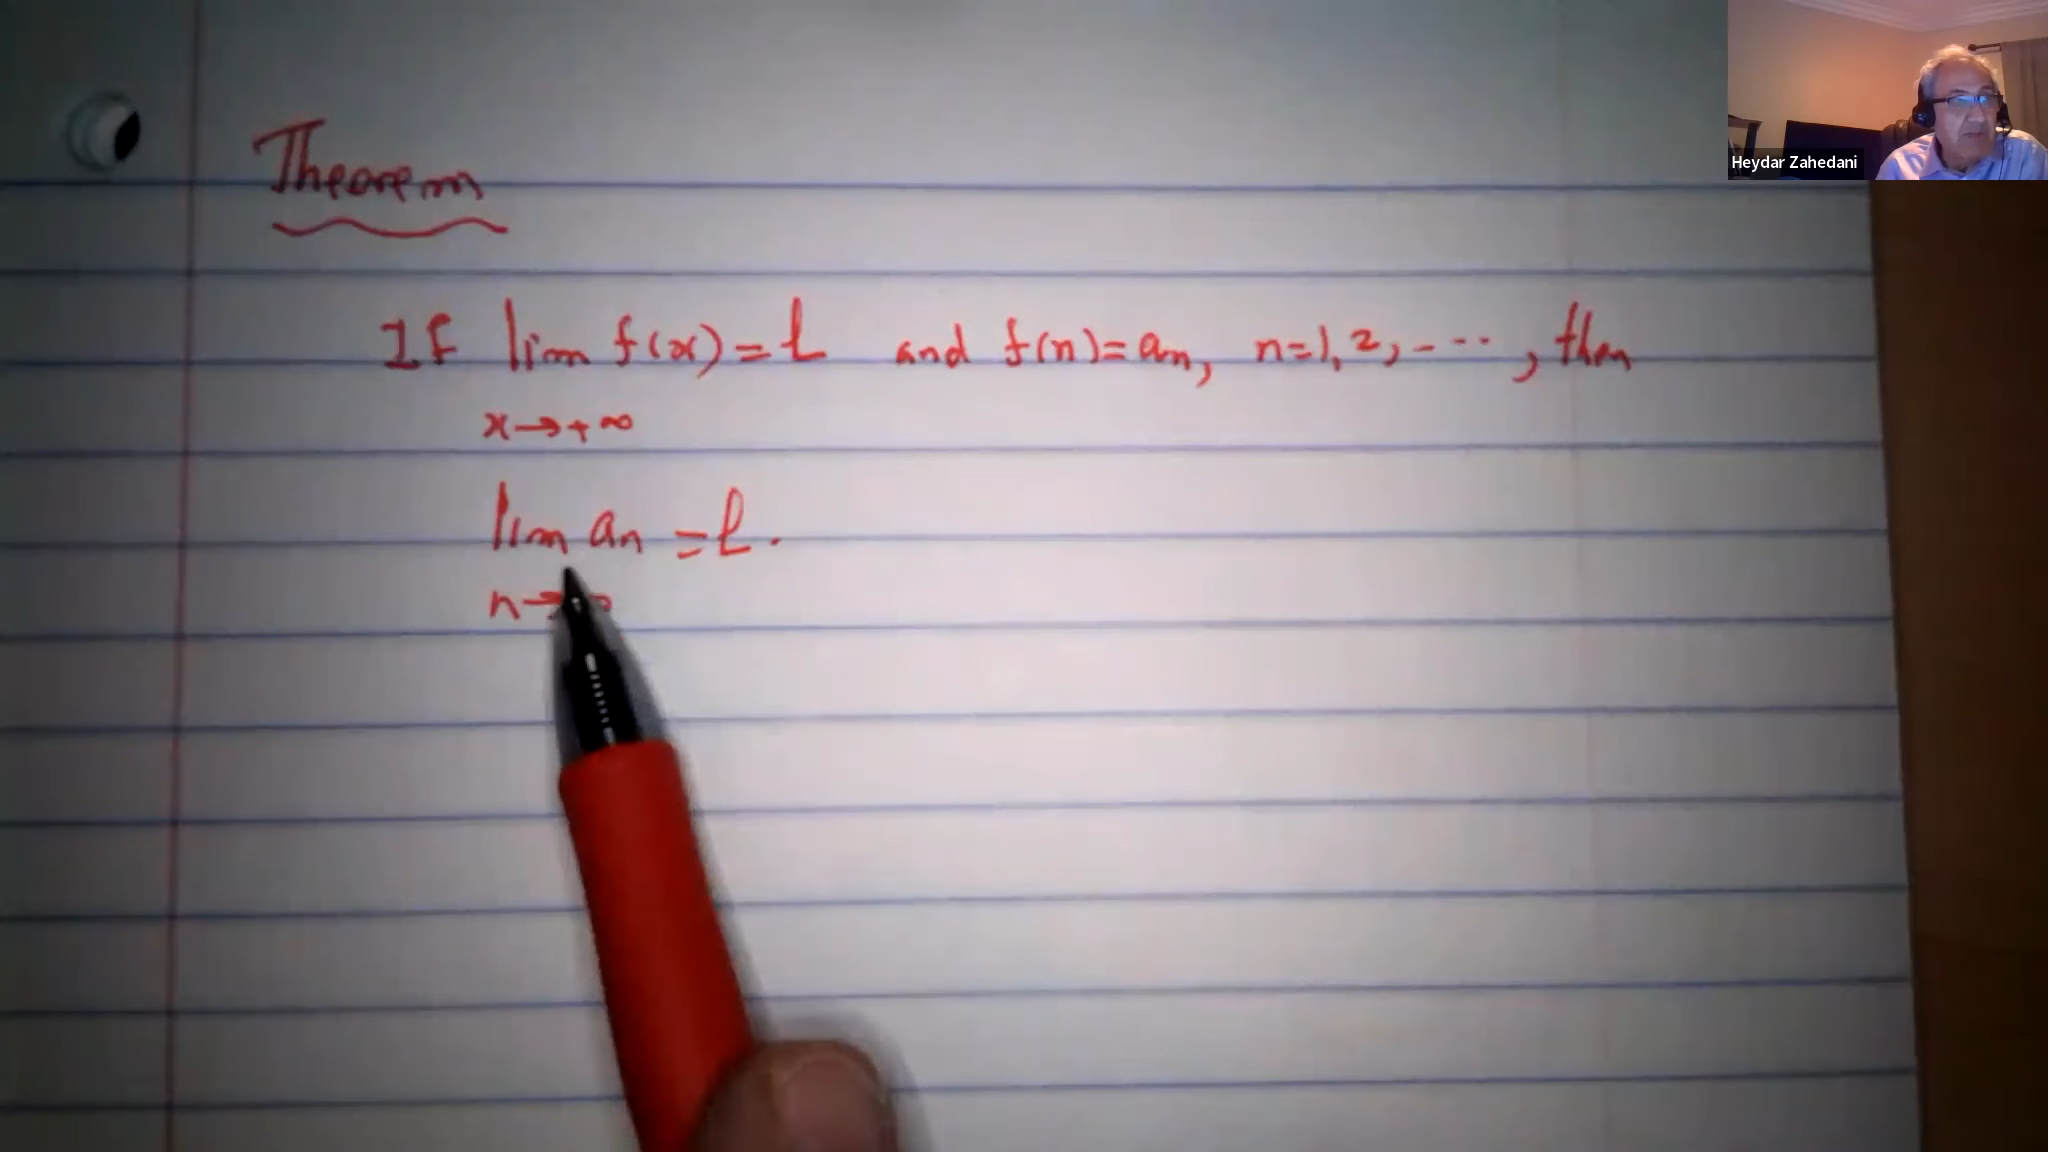 Heydar Zahedani
Theorem
If lim f(x) = L and f(n) = an, n=1, 2, ---- , then
x→+∞
lim an = L.
n→